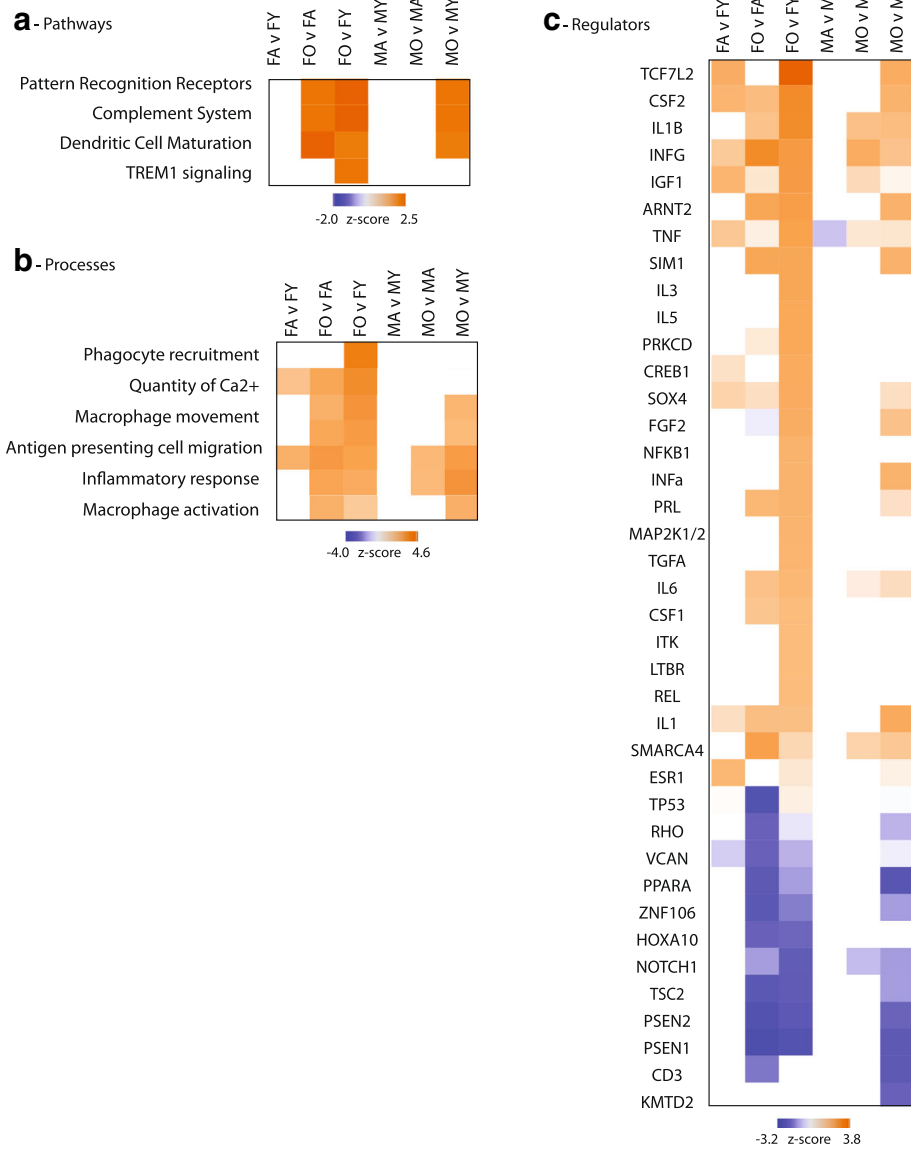 a - Pathways
FA v FY
FO v FA
FO v FY
MA v MY
MO v MA
MO v MY
Pattern Recognition Receptors
Complement System
Dendritic Cell Maturation
TREM1 signaling
-2.0 z-score 2.5
b - Processes
FA v FY
FO v FA
FO v FY
MA v MY
MO v MA
MO v MY
Phagocyte recruitment
Quantity of Ca2+
Macrophage movement
Antigen presenting cell migration
Inflammatory response
Macrophage activation
-4.0 z-score 4.6
c - Regulators
FA v FY
FO v FA
FO v FY
MA v M
MO v M
MO v M
TCF7L2
CSF2
IL1B
INFG
IGF1
ARNT2
TNF
SIM1
IL3
IL5
PRKCD
CREB1
SOX4
FGF2
NFKB1
INFa
PRL
MAP2K1/2
TGFA
IL6
CSF1
ITK
LTBR
REL
IL1
SMARCA4
ESR1
TP53
RHO
VCAN
PPARA
ZNF106
HOXA10
NOTCH1
TSC2
PSEN2
PSEN1
CD3
KMTD2
-3.2 z-score 3.8